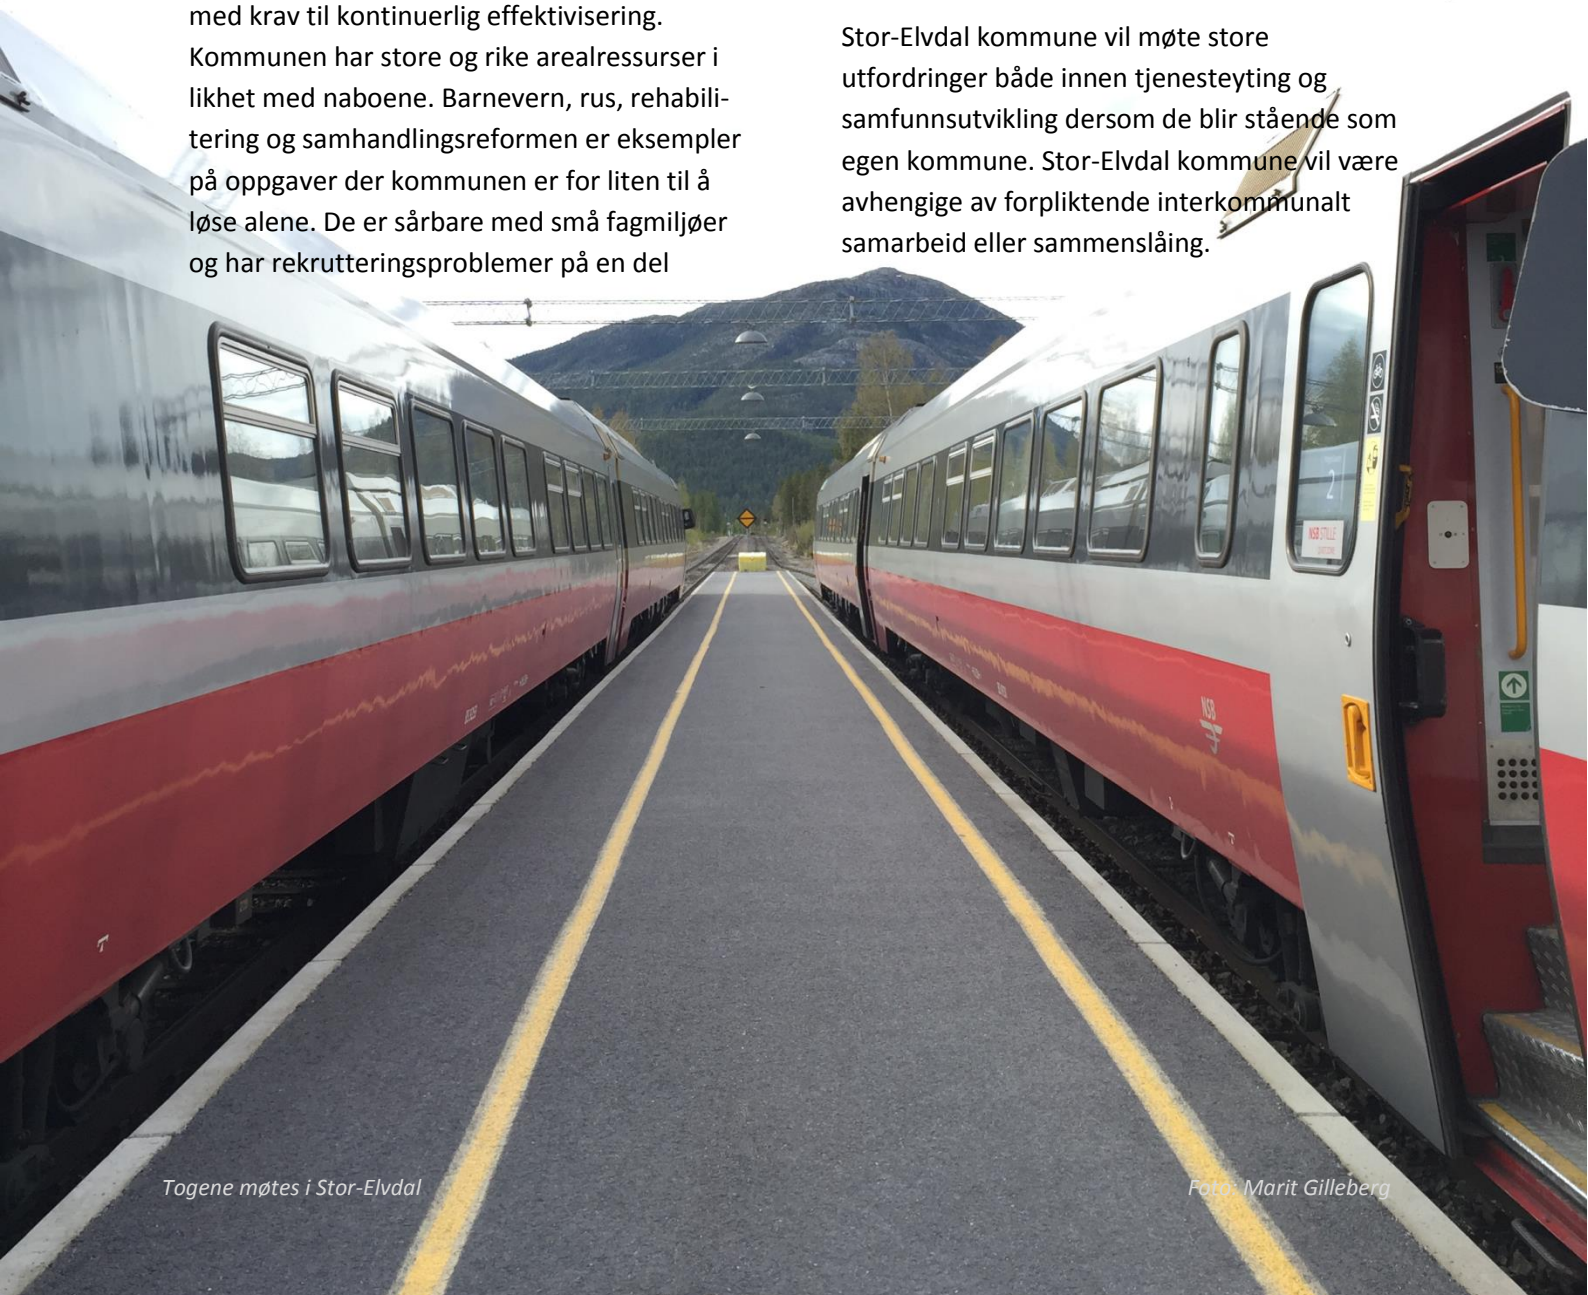 med krav til kontinuerlig effektivisering.
Kommunen har store og rike arealressurser i
likhet med naboene. Barnevern, rus, rehabili-
tering og samhandlingsreformen er eksempler
på oppgaver der kommunen er for liten til å
løse alene. De er sårbare med små fagmiljøer
og har rekrutteringsproblemer på en del
Stor-Elvdal kommune vil møte store
utfordringer både innen tjenesteyting og
samfunnsutvikling dersom de blir stående som
egen kommune. Stor-Elvdal kommune vil være
avhengige av forpliktende interkommunalt
samarbeid eller sammenslåing.
2
NSB STILLE
NSB
Togene møtes i Stor-Elvdal
Foto: Marit Gilleberg